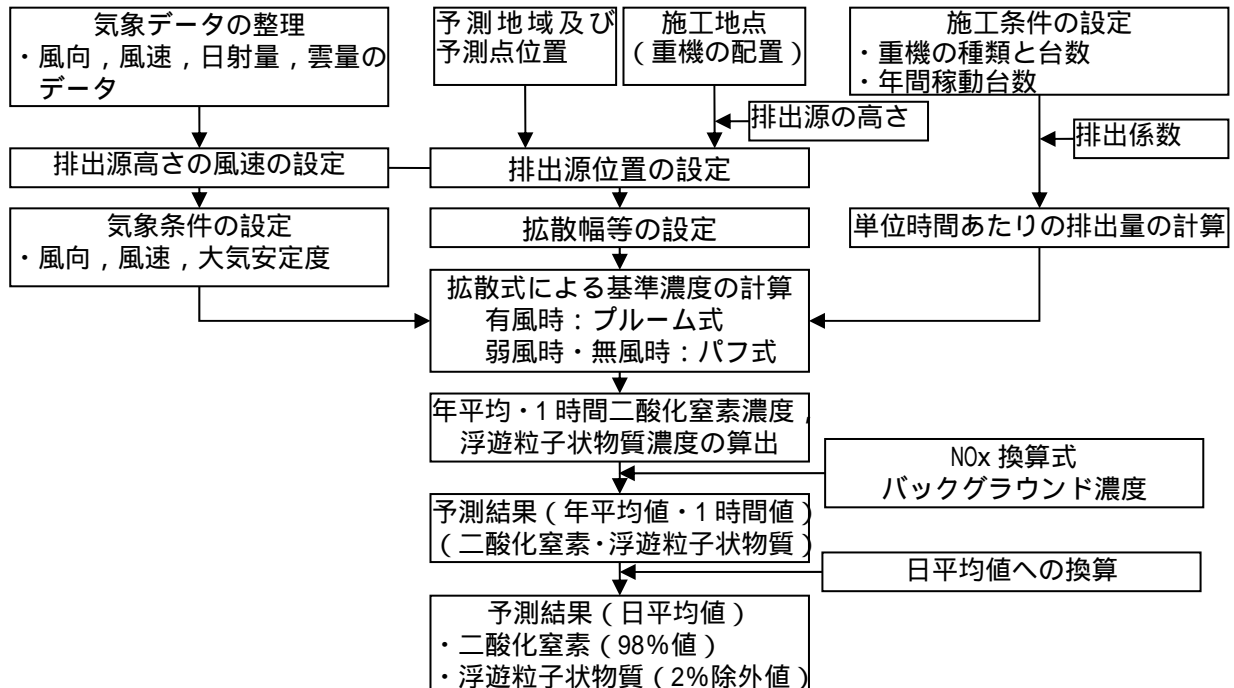 気象データの整理
・風向，風速，日射量，雲量の
データ
予測地域及び
予測点位置
施工地点
（重機の配置）
施工条件の設定
・重機の種類と台数
・年間稼動台数
排出源の高さ
排出係数
排出源高さの風速の設定
排出源位置の設定
気象条件の設定
・風向，風速，大気安定度
拡散幅等の設定
単位時間あたりの排出量の計算
拡散式による基準濃度の計算
有風時：プルーム式
弱風時・無風時：パフ式
年平均・1時間二酸化窒素濃度，
浮遊粒子状物質濃度の算出
NOx 換算式
バックグラウンド濃度
予測結果（年平均値・1時間値）
（二酸化窒素・浮遊粒子状物質）
日平均値への換算
予測結果（日平均値）
・二酸化窒素（98%値）
・浮遊粒子状物質（2%除外値）